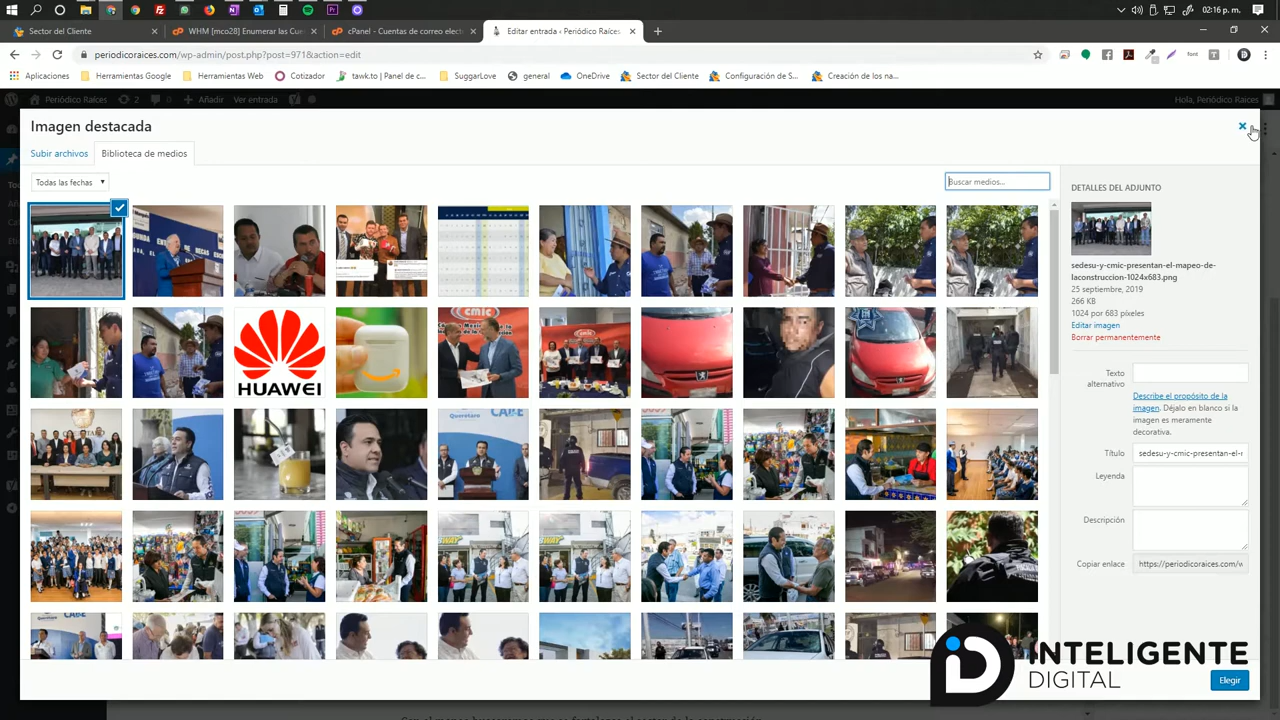 02:16 p. m.
Sector del Cliente
WHM [mco28] Enumerar las Cuen
cPanel - Cuentas de correo electr
Editar entrada ‹ Periódico Raíces
periodicoraices.com/wp-admin/post.php?post=971&action=edit
Aplicaciones
Herramientas Google
Herramientas Web
Cotizador
tawk.to | Panel de c...
SuggarLove
general
OneDrive
Sector del Cliente
Configuración de S...
Creación de los na...
Periódico Raíces
2
Añadir
Ver entrada
Hola, Periódico Raices
Imagen destacada
Subir archivos
Biblioteca de medios
Todas las fechas
Buscar medios...
DETALLES DEL ADJUNTO
sedesu-y-cmic-presentan-el-mapeo-de-
laconstruccion-1024x683.png
25 septiembre, 2019
266 KB
1024 por 683 píxeles
Editar imagen
Borrar permanentemente
Texto
alternativo
Describe el propósito de la
imagen. Déjalo en blanco si la
imagen es meramente
decorativa.
Título
sedesu-y-cmic-presentan-el-r
Leyenda
Descripción
Copiar enlace
https://periodicoraices.com/w
HUAWEI
cmic
INTELIGENTE
DIGITAL
Elegir